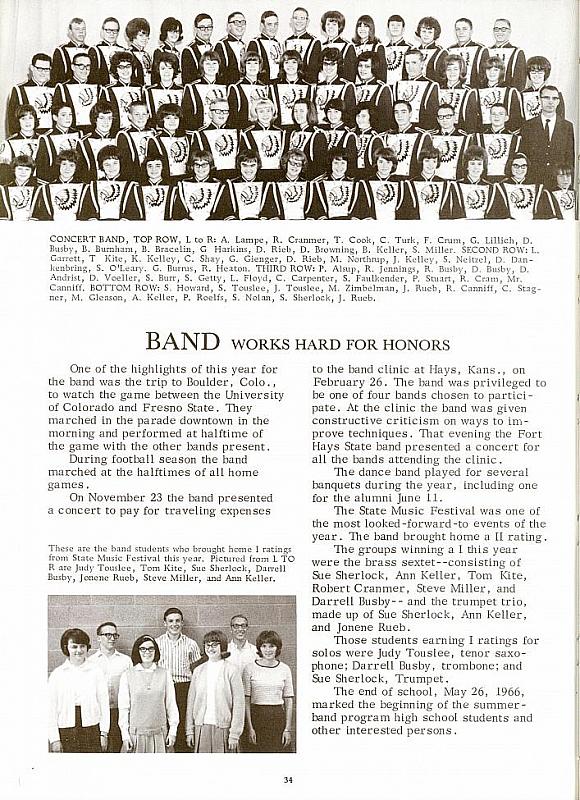 CONCERT BAND, TOP ROW, L to R: A. Lampe, R. Cranmer, T. Cook, C. Turk, F. Crum, G. Lillich, D.
Busby, B. Burnham, B. Bracelin, G Harkins, D. Rieb, D. Browning, B. Keller, S. Miller. SECOND ROW: L.
Garrett, T Kite, K. Kelley, C. Shay, G. Gienger, D. Rieb, M. Northrup, J. Kelley, S. Neitzel, D. Dan-
kenbring, S. O'Leary. G. Burrus, R. Heaton. THIRD ROW: P. Alsup, R. Jennings, R. Busby, D. Busby, D.
Andrist, D. Voeller, S. Burr, S. Getty, L. Floyd, C. Carpenter, S. Faulkender, P. Stuart, R. Cram, Mr.
Canniff. BOTTOM ROW: S. Howard, S. Touslee, J. Touslee, M. Zimbelman, J. Rueb, R. Canniff, C. Stag-
ner, M. Gleason, A. Keller, P. Roelfs, S. Nolan, S. Sherlock, J. Rueb.
BAND WORKS HARD FOR HONORS
One of the highlights of this year for
the band was the trip to Boulder, Colo.,
to watch the game between the University
of Colorado and Fresno State. They
marched in the parade downtown in the
morning and performed at halftime of
the game with the other bands present.
During football season the band
marched at the halftimes of all home
games.
On November 23 the band presented
a concert to pay for traveling expenses
These are the band students who brought home I ratings
from State Music Festival this year. Pictured from L TO
R are Judy Touslee, Tom Kite, Sue Sherlock, Darrell
Busby, Jonene Rueb, Steve Miller, and Ann Keller.
to the band clinic at Hays, Kans., on
February 26. The band was privileged to
be one of four bands chosen to partici-
pate. At the clinic the band was given
constructive criticism on ways to im-
prove techniques. That evening the Fort
Hays State band presented a concert for
all the bands attending the clinic.
The dance band played for several
banquets during the year, including one
for the alumni June 11.
The State Music Festival was one of
the most looked-forward-to events of the
year. The band brought home a II rating.
The groups winning a I this year
were the brass sextet--consisting of
Sue Sherlock, Ann Keller, Tom Kite,
Robert Cranmer, Steve Miller, and
Darrell Busby-- and the trumpet trio,
made up of Sue Sherlock, Ann Keller,
and Jonene Rueb.
Those students earning I ratings for
solos were Judy Touslee, tenor saxo-
phone; Darrell Busby, trombone; and
Sue Sherlock, Trumpet.
The end of school, May 26, 1966,
marked the beginning of the summer-
band program high school students and
other interested persons.
34